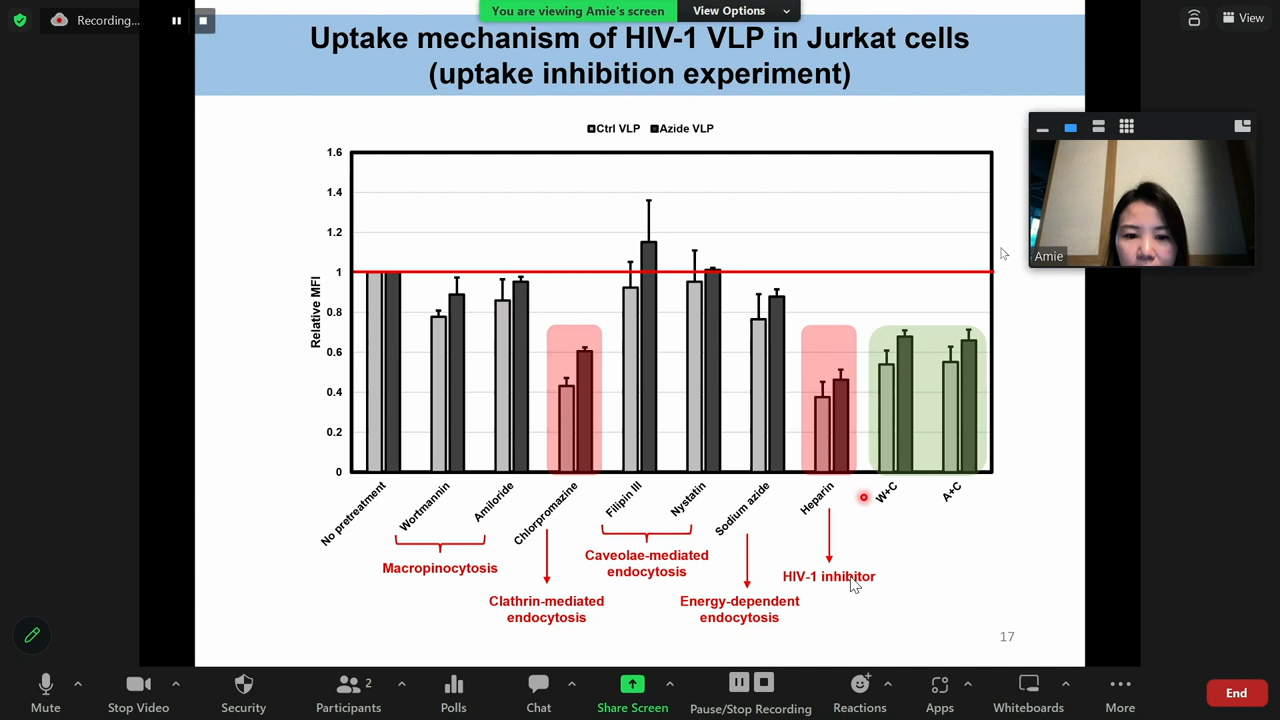 Recording...
You are viewing Amie's screen
View Options
View
Uptake mechanism of HIV-1 VLP in Jurkat cells
(uptake inhibition experiment)
Ctrl VLP Azide VLP
Amie
Relative MFI
1.6
1.4
1.2
1
0.8
0.6
0.4
0.2
0
No pretreatment
Wortmannin
Amiloride
Chlorpromazine
Filipin III
Nystatin
Sodium azide
Heparin
W+C
A+C
Macropinocytosis
Clathrin-mediated
endocytosis
Caveolae-mediated
endocytosis
Energy-dependent
endocytosis
HIV-1 inhibitor
17
Mute
Stop Video
Security
2
Participants
Polls
Chat
Share Screen
Pause/Stop Recording
Reactions
Apps
Whiteboards
More
End